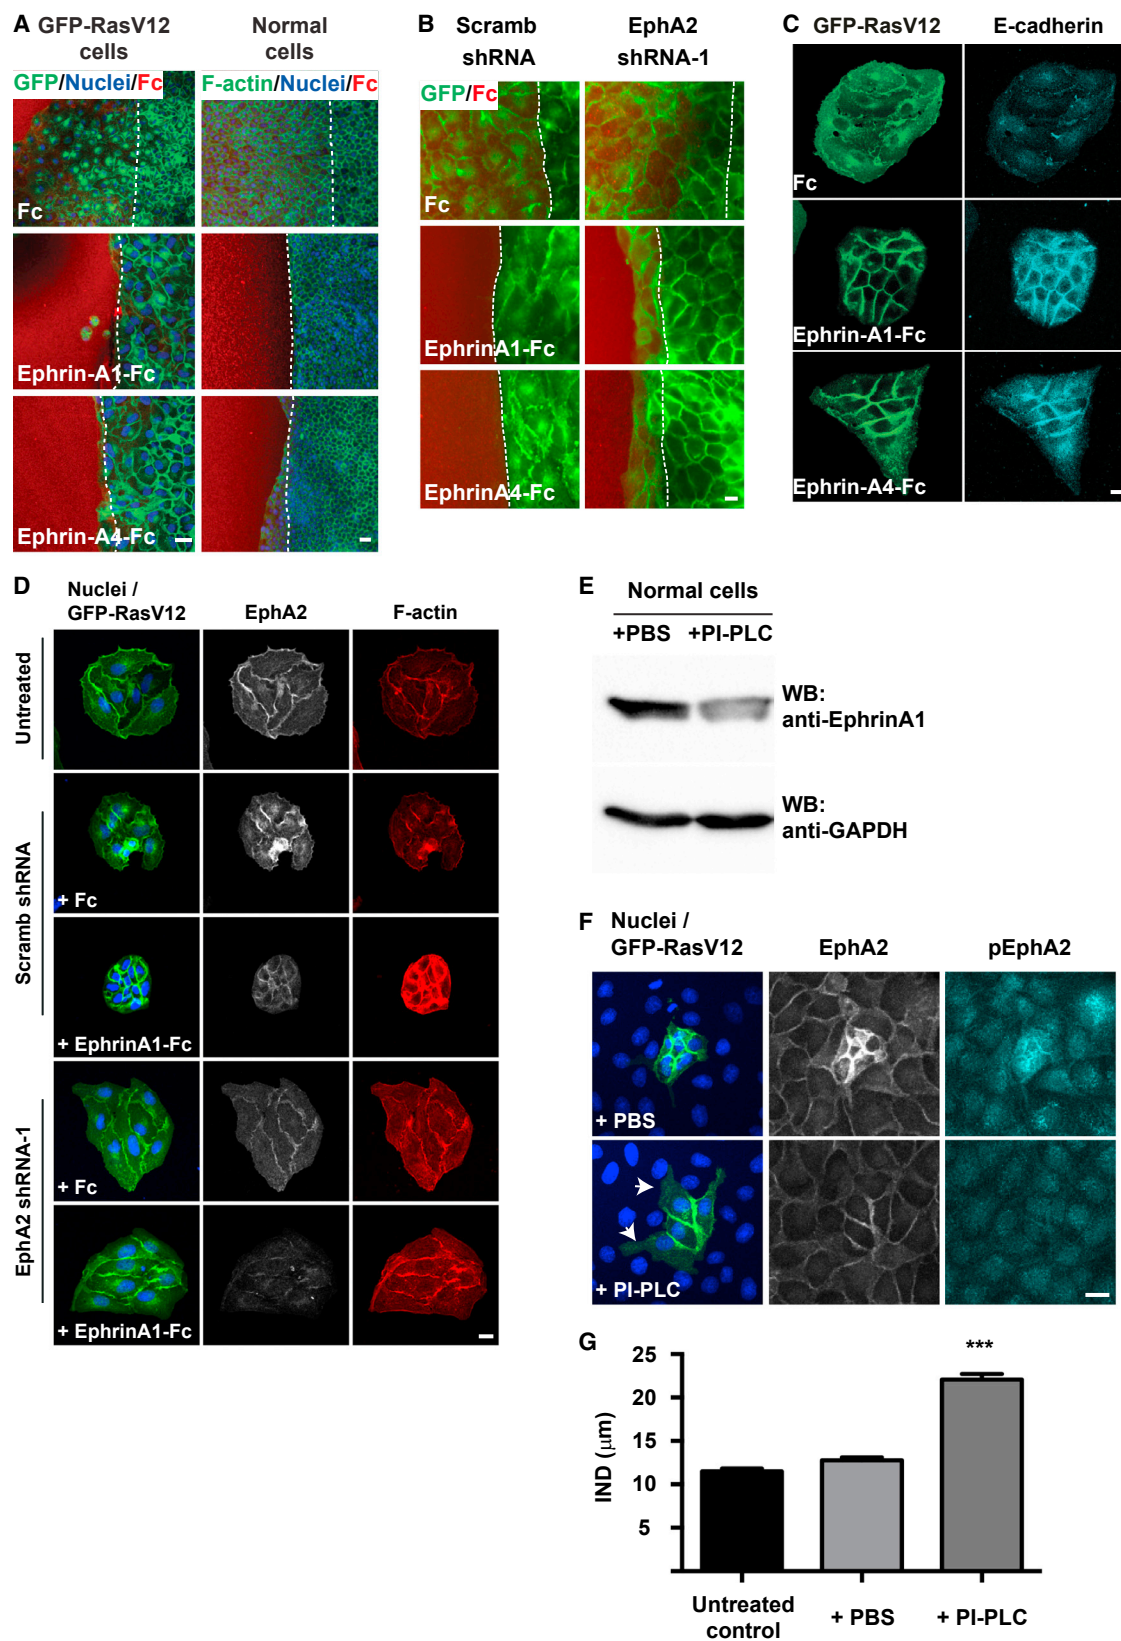 A
GFP-RasV12 cells
Normal cells
GFP/Nuclei/Fc
F-actin/Nuclei/Fc
Fc
Ephrin-A1-Fc
Ephrin-A4-Fc
B
Scramb shRNA
EphA2 shRNA-1
GFP/Fc
Fc
EphrinA1-Fc
EphrinA4-Fc
C
GFP-RasV12
E-cadherin
Fc
Ephrin-A1-Fc
Ephrin-A4-Fc
D
Nuclei / GFP-RasV12
EphA2
F-actin
Untreated
Scramb shRNA
+ Fc
+ EphrinA1-Fc
EphA2 shRNA-1
+ Fc
+ EphrinA1-Fc
E
Normal cells
+PBS +PI-PLC
WB: anti-EphrinA1
WB: anti-GAPDH
F
Nuclei / GFP-RasV12
EphA2
pEphA2
+ PBS
+ PI-PLC
G
IND (μm)
25
20
15
10
5
***
Untreated control
+ PBS
+ PI-PLC